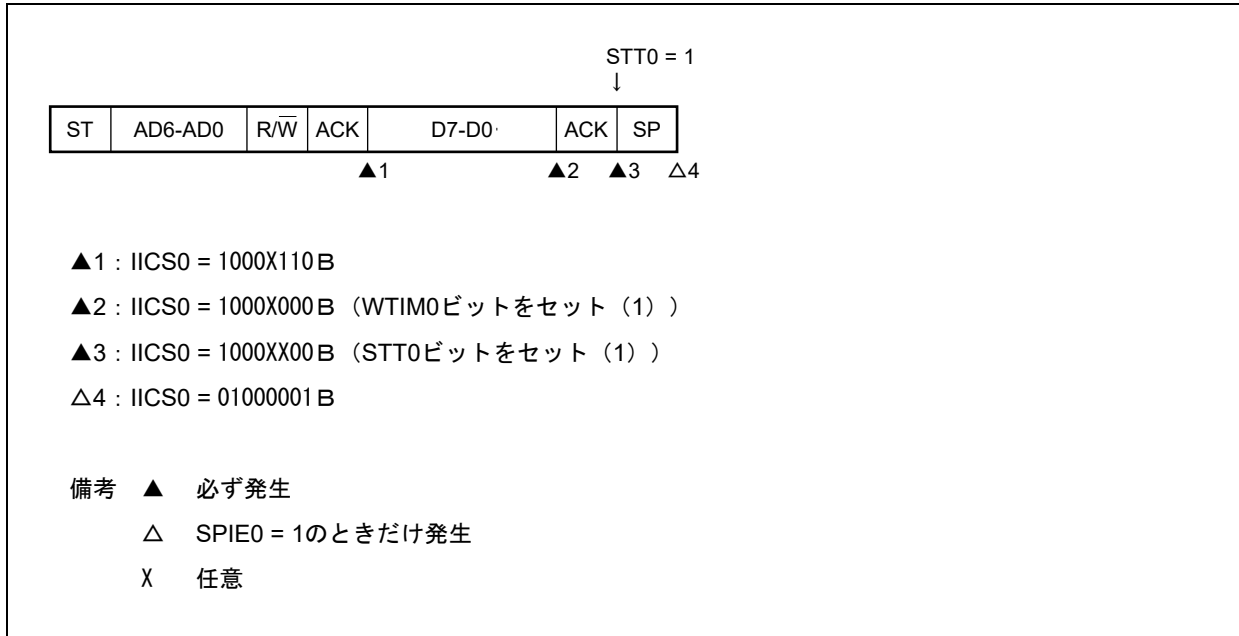 STT0 = 1
↓
ST AD6-AD0 R/W̅ ACK D7-D0 ACK SP
▲1 ▲2 ▲3 △4
▲1：IICS0 = 1000X110B
▲2：IICS0 = 1000X000B（WTIM0ビットをセット（1））
▲3：IICS0 = 1000XX00B（STT0ビットをセット（1））
△4：IICS0 = 01000001B
備考 ▲ 必ず発生
△ SPIE0 = 1のときだけ発生
X 任意